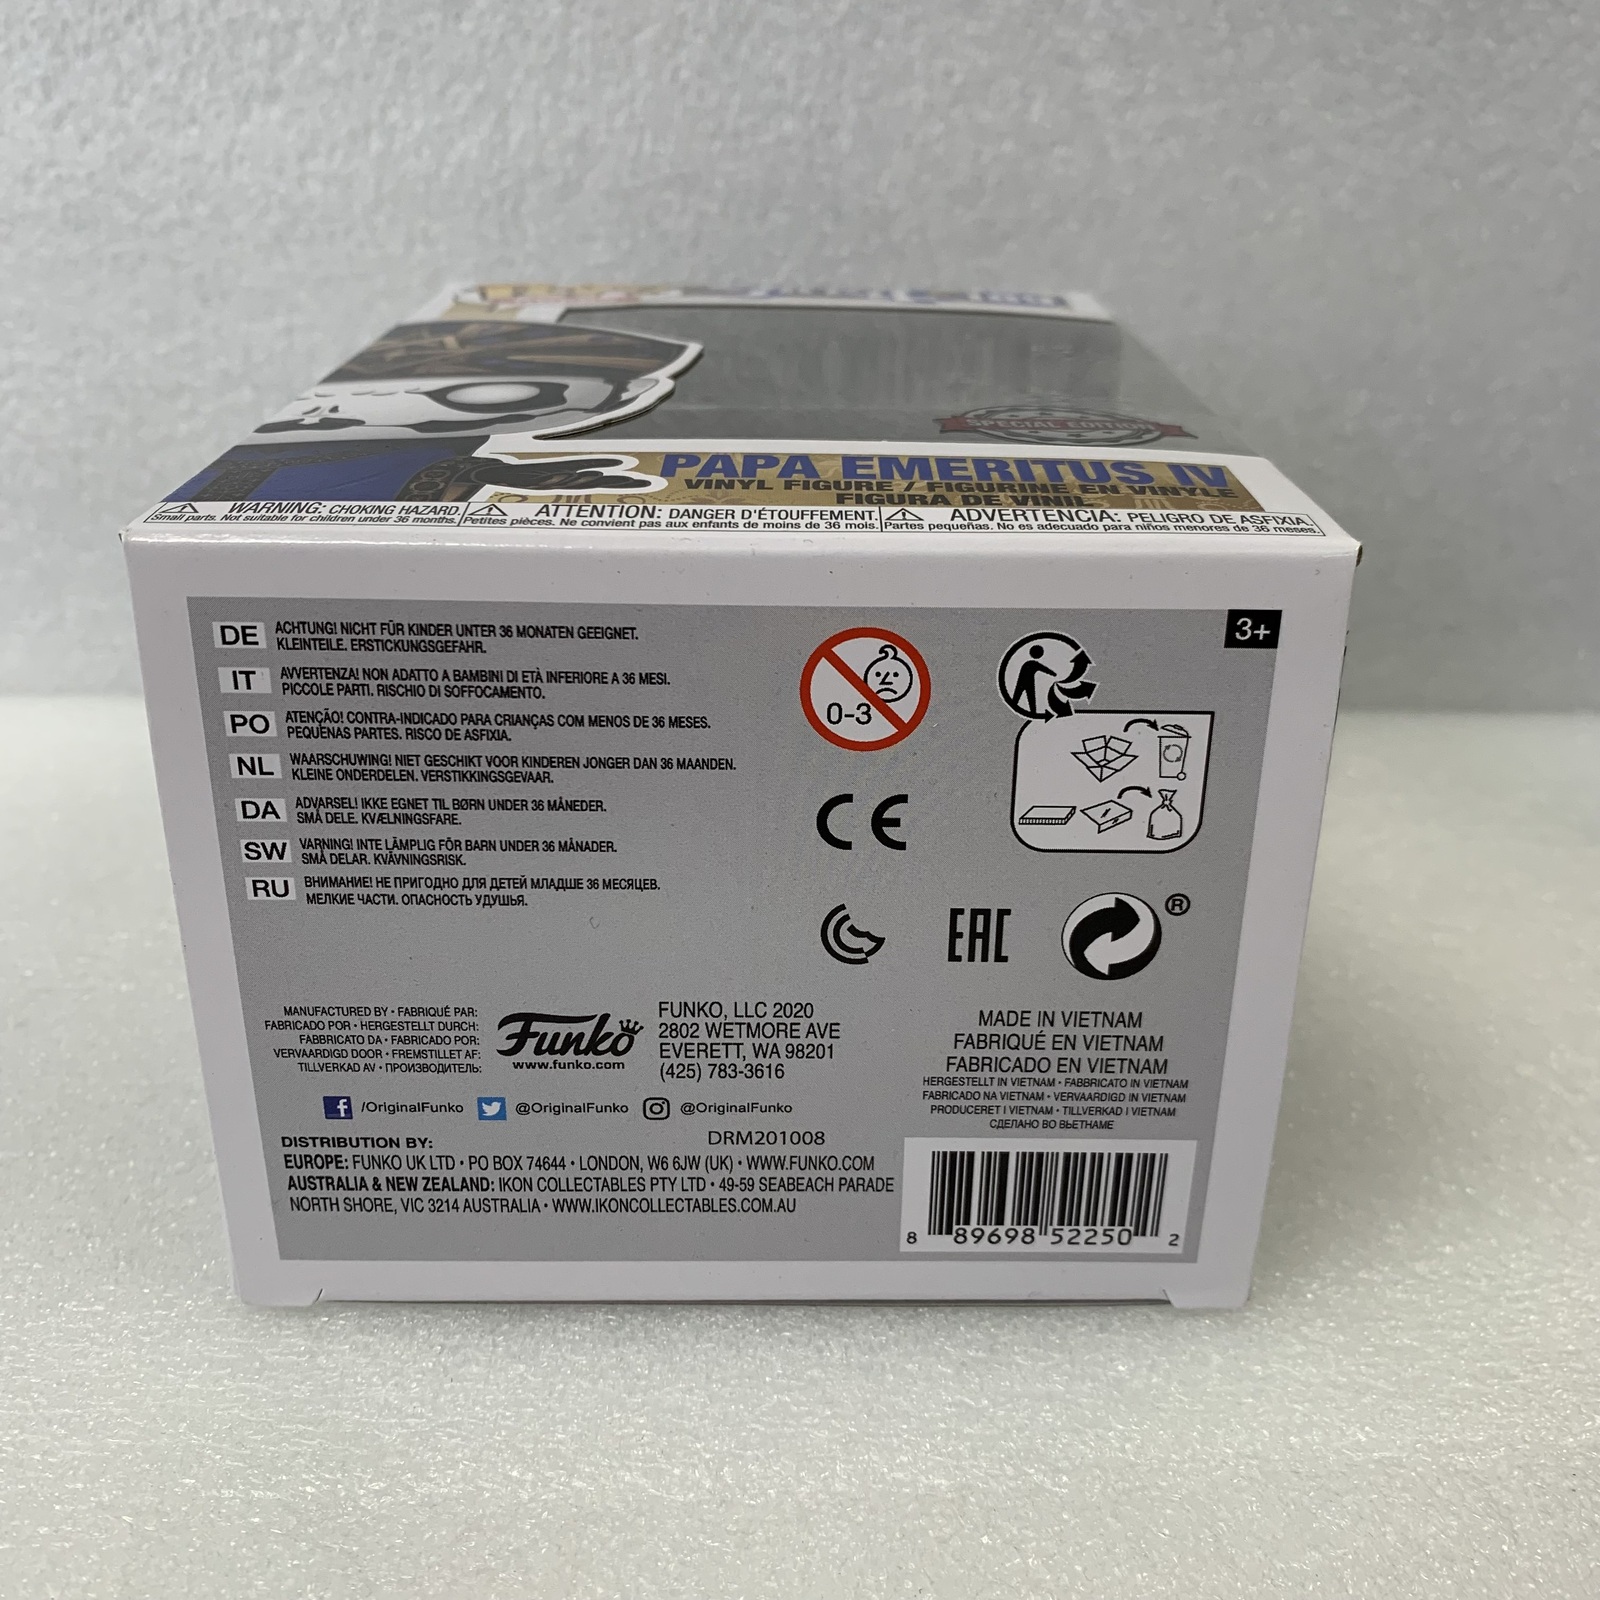 SPECIAL EDITION
PAPA EMERITUS IV
VINYL FIGURE / FIGURINE EN VINYLE
FIGURA DE VINIL
WARNING: CHOKING HAZARD.
Small parts. Not suitable for children under 36 months.
ATTENTION: DANGER D'ÉTOUFFEMENT.
Petites pièces. Ne convient pas aux enfants de moins de 36 mois.
ADVERTENCIA: PELIGRO DE ASFIXIA.
Partes pequeñas. No es adecuado para niños menores de 36 meses.
DE ACHTUNG! NICHT FÜR KINDER UNTER 36 MONATEN GEEIGNET.
KLEINTEILE. ERSTICKUNGSGEFAHR.
IT AVVERTENZA! NON ADATTO A BAMBINI DI ETÀ INFERIORE A 36 MESI.
PICCOLE PARTI. RISCHIO DI SOFFOCAMENTO.
PO ATENÇÃO! CONTRA-INDICADO PARA CRIANÇAS COM MENOS DE 36 MESES.
PEQUENAS PARTES. RISCO DE ASFIXIA.
NL WAARSCHUWING! NIET GESCHIKT VOOR KINDEREN JONGER DAN 36 MAANDEN.
KLEINE ONDERDELEN. VERSTIKKINGSGEVAAR.
DA ADVARSEL! IKKE EGNET TIL BØRN UNDER 36 MÅNEDER.
SMÅ DELE. KVÆLNINGSFARE.
SW VARNING! INTE LÄMPLIG FÖR BARN UNDER 36 MÅNADER.
SMÅ DELAR. KVÄVNINGSRISK.
RU ВНИМАНИЕ! НЕ ПРИГОДНО ДЛЯ ДЕТЕЙ МЛАДШЕ 36 МЕСЯЦЕВ.
МЕЛКИЕ ЧАСТИ. ОПАСНОСТЬ УДУШЬЯ.
3+
0-3
CE
EAC
®
MANUFACTURED BY • FABRIQUÉ PAR:
FABRICADO POR • HERGESTELLT DURCH:
FABBRICATO DA • FABRICADO POR:
VERVAARDIGD DOOR • FREMSTILLET AF:
TILLVERKAD AV • ПРОИЗВОДИТЕЛЬ:
Funko
www.funko.com
FUNKO, LLC 2020
2802 WETMORE AVE
EVERETT, WA 98201
(425) 783-3616
MADE IN VIETNAM
FABRIQUÉ EN VIETNAM
FABRICADO EN VIETNAM
HERGESTELLT IN VIETNAM • FABBRICATO IN VIETNAM
FABRICADO NA VIETNAM • VERVAARDIGD IN VIETNAM
PRODUCERET I VIETNAM • TILLVERKAD I VIETNAM
СДЕЛАНО ВО ВЬЕТНАМЕ
/OriginalFunko @OriginalFunko @OriginalFunko
DRM201008
DISTRIBUTION BY:
EUROPE: FUNKO UK LTD • PO BOX 74644 • LONDON, W6 6JW (UK) • WWW.FUNKO.COM
AUSTRALIA & NEW ZEALAND: IKON COLLECTABLES PTY LTD • 49-59 SEABEACH PARADE
NORTH SHORE, VIC 3214 AUSTRALIA • WWW.IKONCOLLECTABLES.COM.AU
8 89698 52250 2